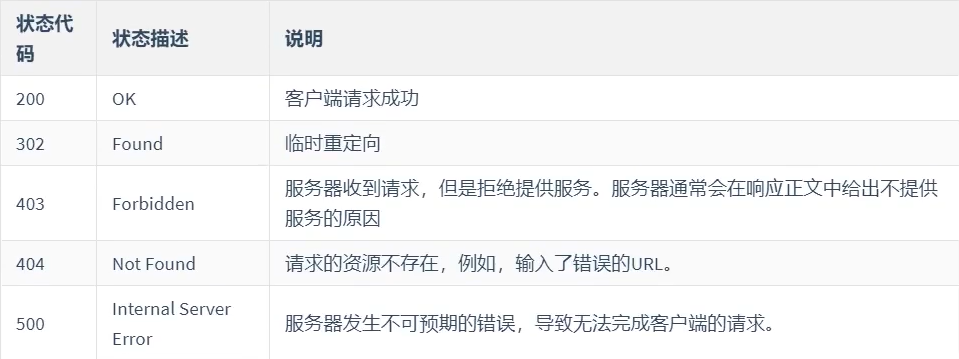 状态代
码
状态描述
说明
200
OK
客户端请求成功
302
Found
临时重定向
403
Forbidden
服务器收到请求，但是拒绝提供服务。服务器通常会在响应正文中给出不提供
服务的原因
404
Not Found
请求的资源不存在，例如，输入了错误的URL。
500
Internal Server
Error
服务器发生不可预期的错误，导致无法完成客户端的请求。